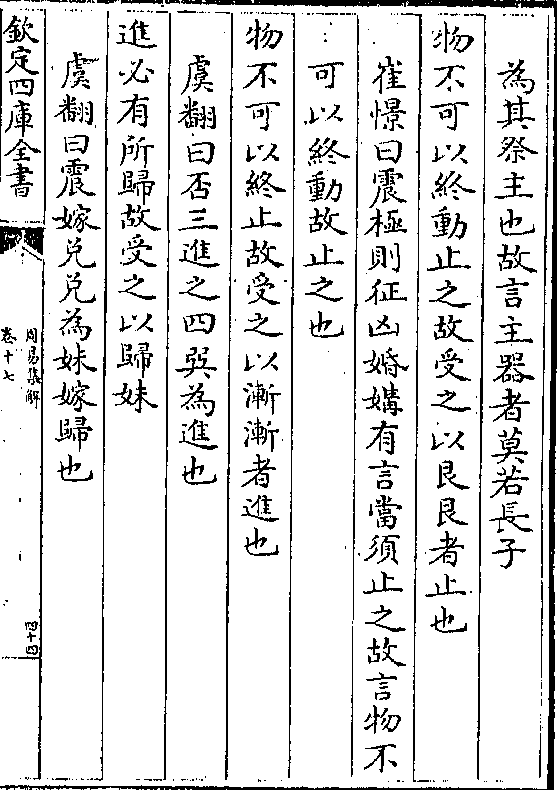 為其祭主也故言主器者莫若長子
物不可以終動止之故受之以艮艮者止也
崔憬曰震極則征凶婚媾有言當須止之故言物不
可以終動故止之也
物不可以終止故受之以漸漸者進也
虞翻曰否三進之四巽為進也
進必有所歸故受之以歸妹
虞翻曰震嫁兌兌為妹嫁歸也
欽定四庫全書
周易集解
卷十七
四十四